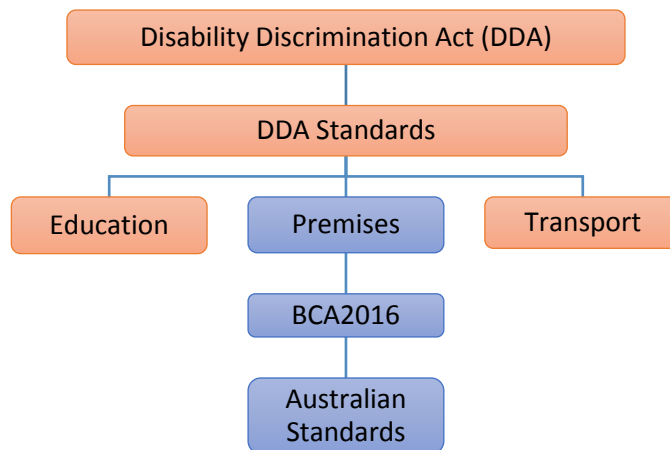 Disability Discrimination Act (DDA)
DDA Standards
Education
Premises
Transport
BCA2016
Australian
Standards